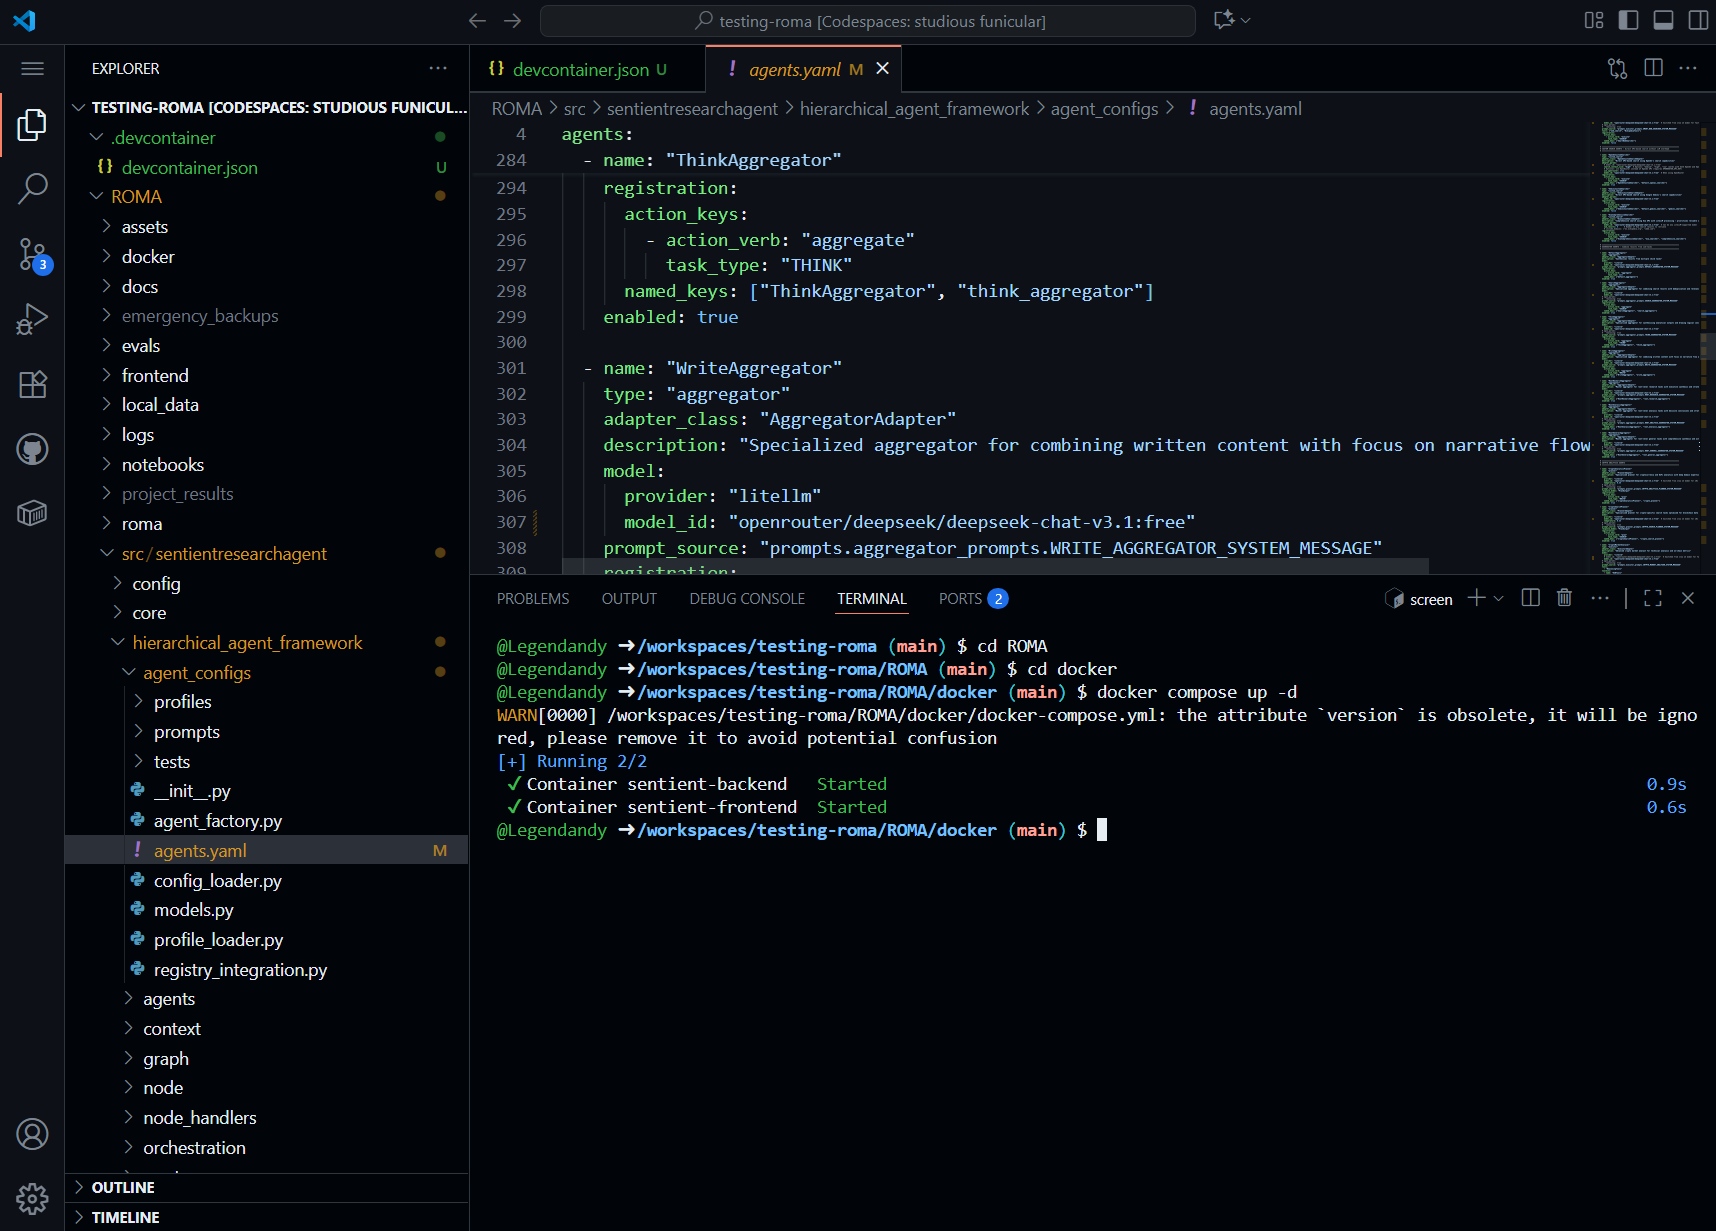 testing-roma [Codespaces: studious funicular]
EXPLORER
TESTING-ROMA [CODESPACES: STUDIOUS FUNICUL...
.devcontainer
{} devcontainer.json U
ROMA
assets
docker
docs
emergency_backups
evals
frontend
local_data
logs
notebooks
project_results
roma
src/sentientresearchagent
config
core
hierarchical_agent_framework
agent_configs
profiles
prompts
tests
__init__.py
agent_factory.py
! agents.yaml M
config_loader.py
models.py
profile_loader.py
registry_integration.py
agents
context
graph
node
node_handlers
orchestration
OUTLINE
TIMELINE
3
{} devcontainer.json U
! agents.yaml M
ROMA > src > sentientresearchagent > hierarchical_agent_framework > agent_configs > ! agents.yaml
4 agents:
284 - name: "ThinkAggregator"
294 registration:
295 action_keys:
296 - action_verb: "aggregate"
297 task_type: "THINK"
298 named_keys: ["ThinkAggregator", "think_aggregator"]
299 enabled: true
300
301 - name: "WriteAggregator"
302 type: "aggregator"
303 adapter_class: "AggregatorAdapter"
304 description: "Specialized aggregator for combining written content with focus on narrative flow
305 model:
306 provider: "litellm"
307 model_id: "openrouter/deepseek/deepseek-chat-v3.1:free"
308 prompt_source: "prompts.aggregator_prompts.WRITE_AGGREGATOR_SYSTEM_MESSAGE"
309 registration:
PROBLEMS OUTPUT DEBUG CONSOLE TERMINAL PORTS 2
screen
@Legendandy ➜/workspaces/testing-roma (main) $ cd ROMA
@Legendandy ➜/workspaces/testing-roma/ROMA (main) $ cd docker
@Legendandy ➜/workspaces/testing-roma/ROMA/docker (main) $ docker compose up -d
WARN[0000] /workspaces/testing-roma/ROMA/docker/docker-compose.yml: the attribute `version` is obsolete, it will be igno
red, please remove it to avoid potential confusion
[+] Running 2/2
✓ Container sentient-backend Started 0.9s
✓ Container sentient-frontend Started 0.6s
@Legendandy ➜/workspaces/testing-roma/ROMA/docker (main) $